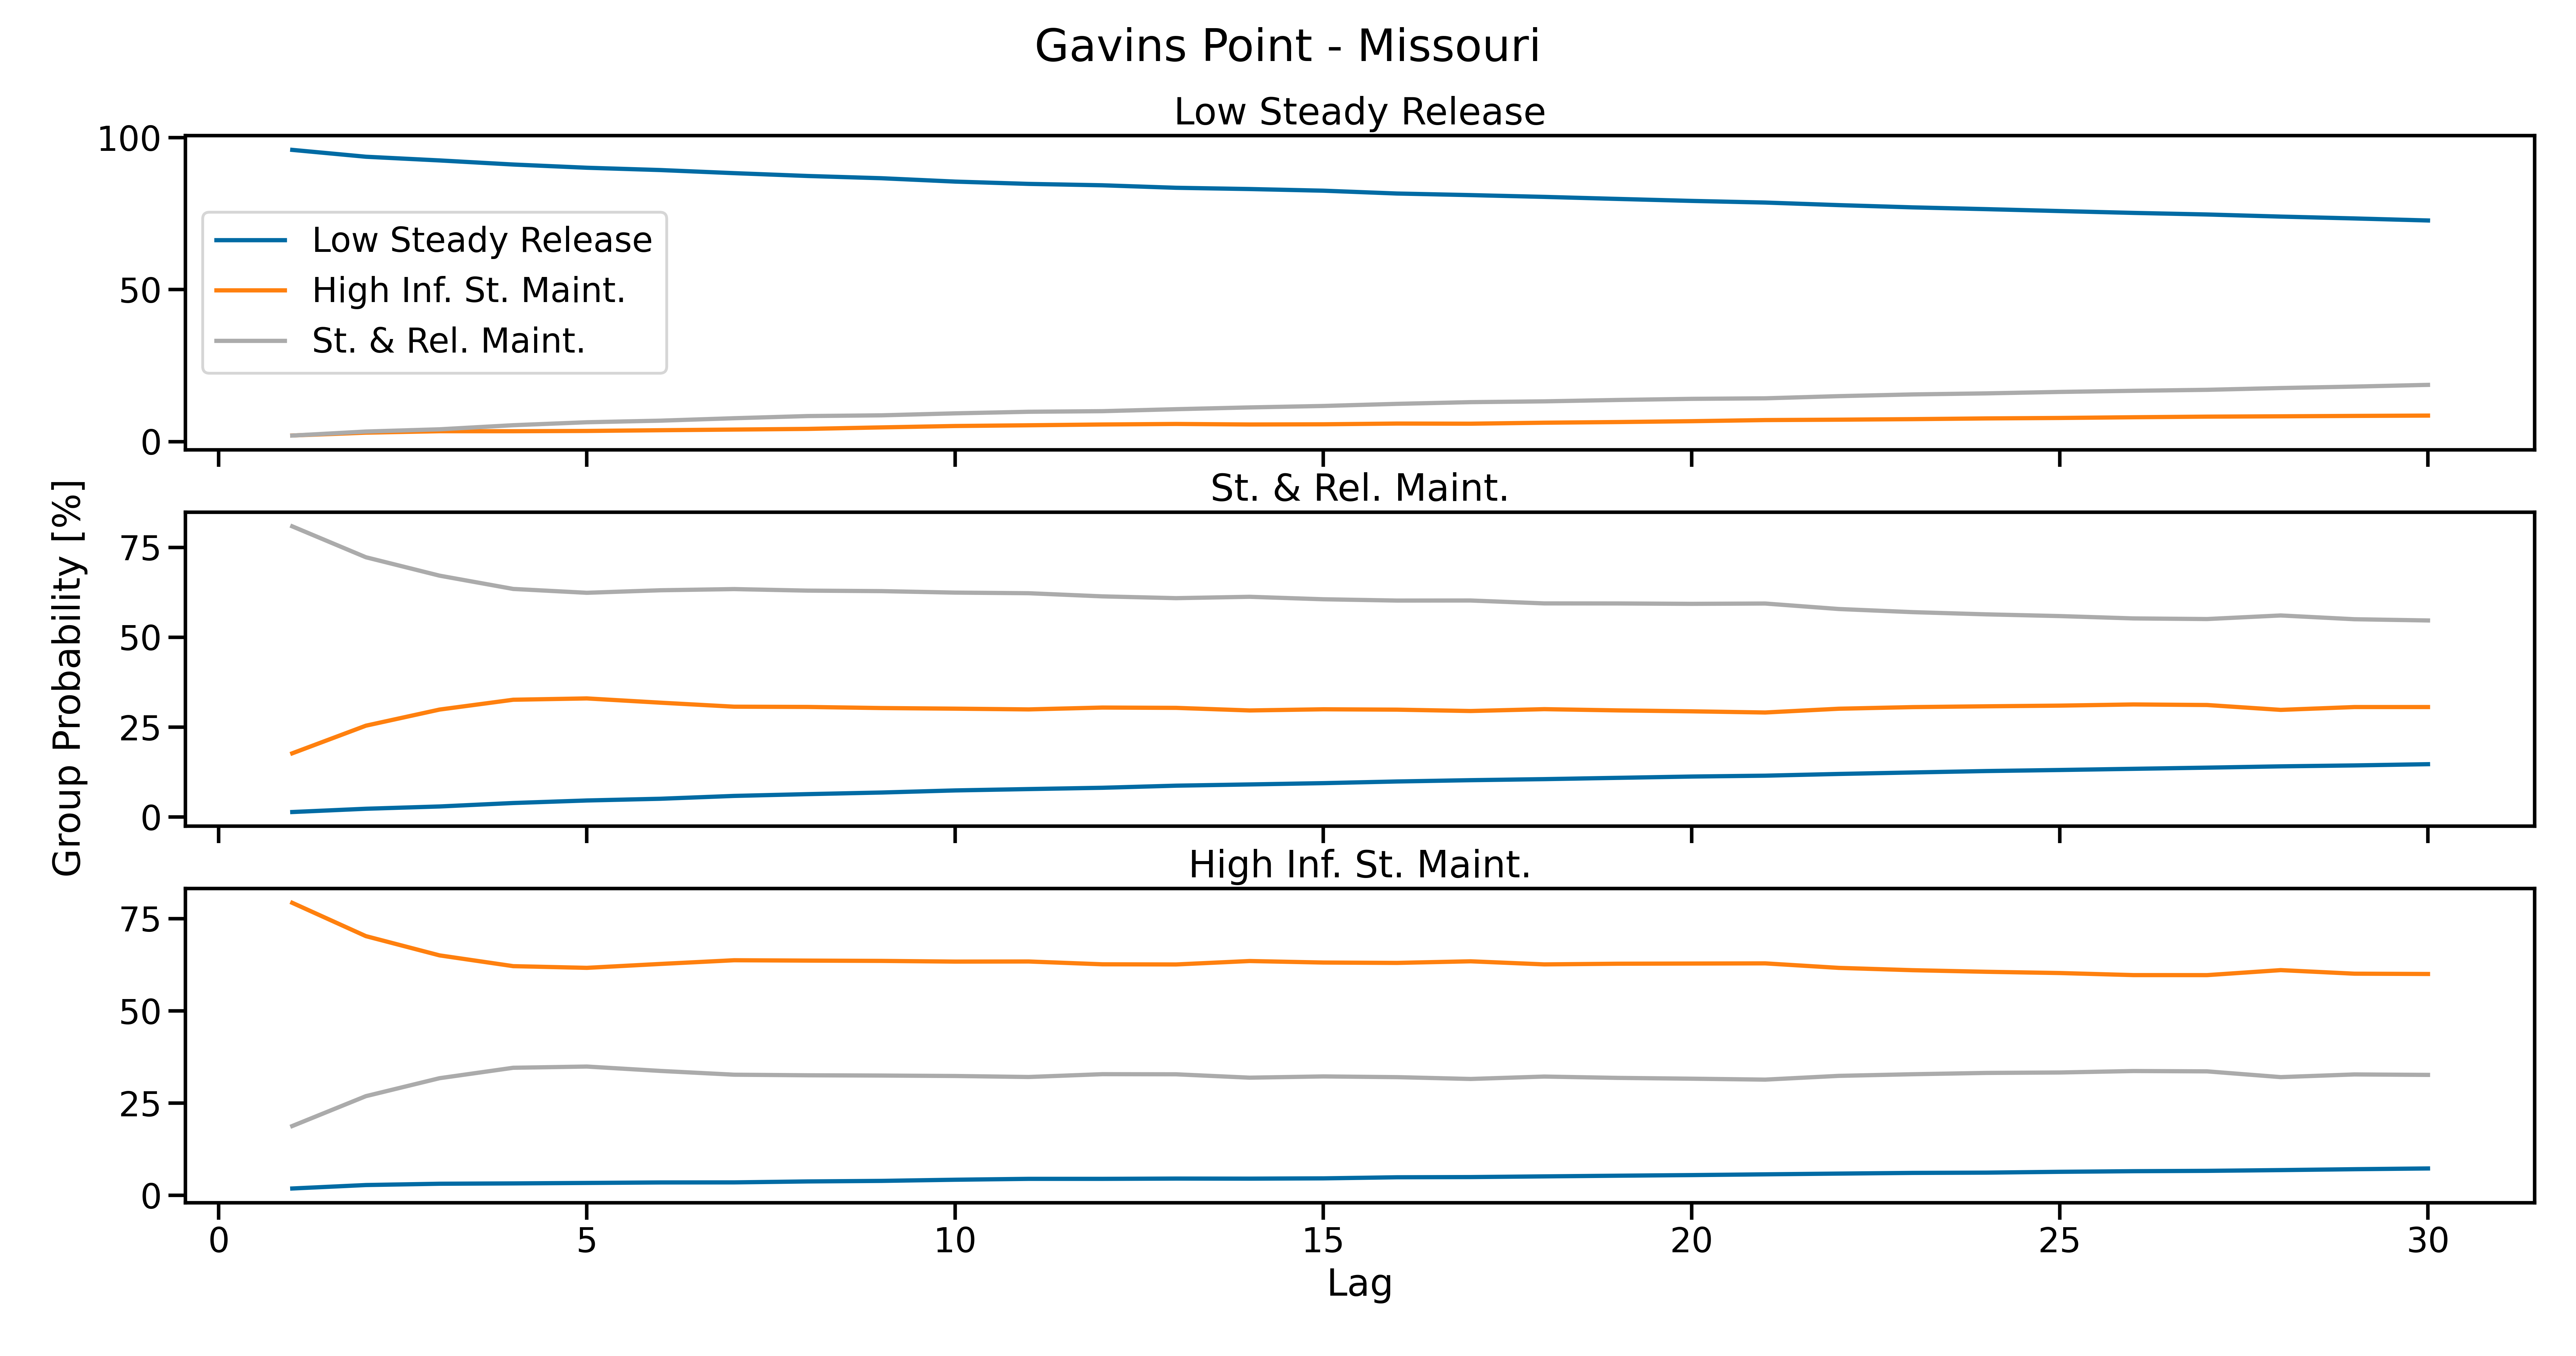 Gavins Point - Missouri
Low Steady Release
100
50
0
Low Steady Release
High Inf. St. Maint.
St. & Rel. Maint.
Group Probability [%]
St. & Rel. Maint.
75
50
25
0
High Inf. St. Maint.
75
50
25
0
0 5 10 15 20 25 30
Lag